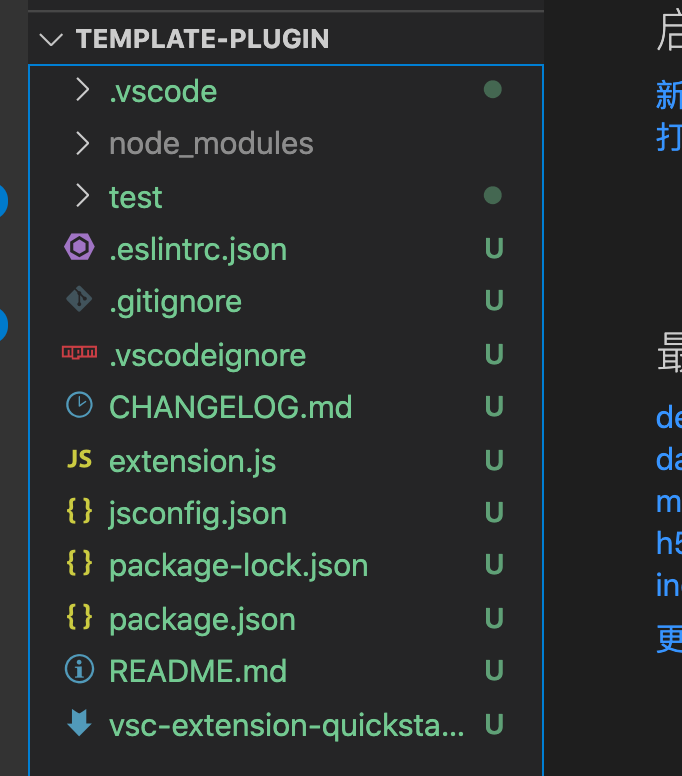 TEMPLATE-PLUGIN
.vscode
node_modules
test
.eslintrc.json U
.gitignore U
.vscodeignore U
CHANGELOG.md U
JS extension.js U
{} jsconfig.json U
{} package-lock.json U
{} package.json U
README.md U
vsc-extension-quicksta... U
启
新
打
最
de
da
m
h5
in
更